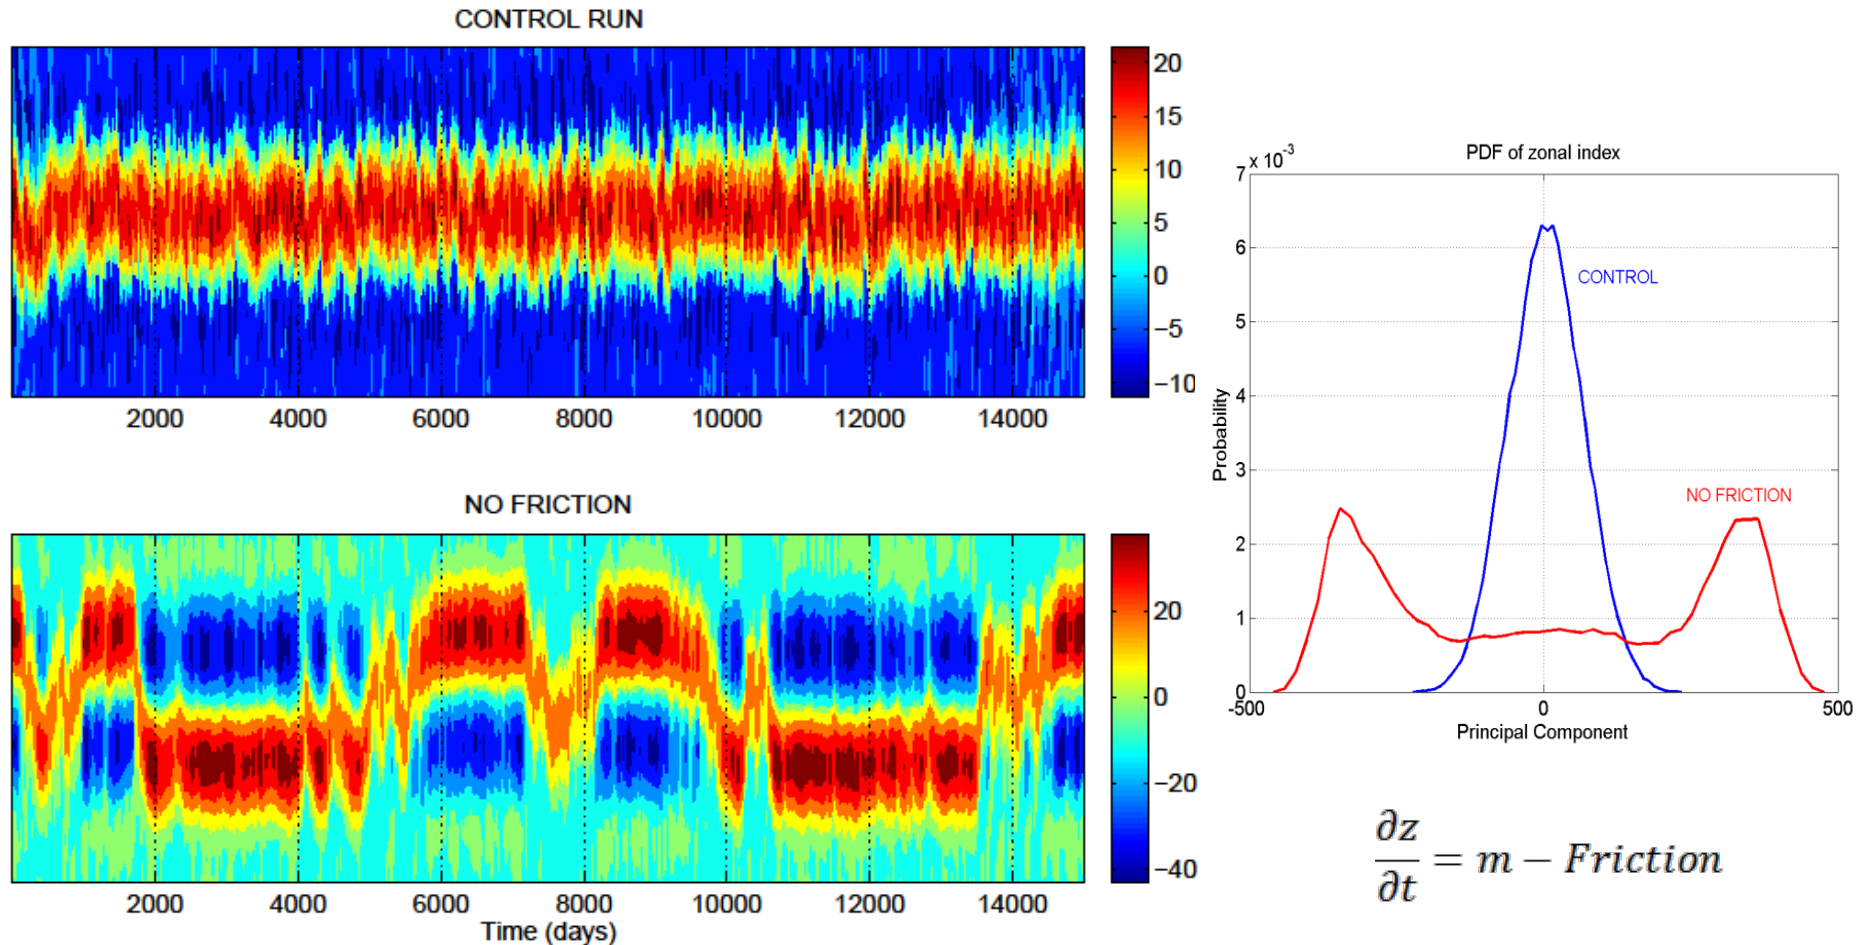 CONTROL RUN
20
15
10
5
0
−5
−10
2000 4000 6000 8000 10000 12000 14000
NO FRICTION
20
0
−20
−40
2000 4000 6000 8000 10000 12000 14000
Time (days)
PDF of zonal index
7 x 10⁻³
6
5
4
3
2
1
0
Probability
CONTROL
NO FRICTION
-500 0 500
Principal Component
∂z/∂t = m − Friction